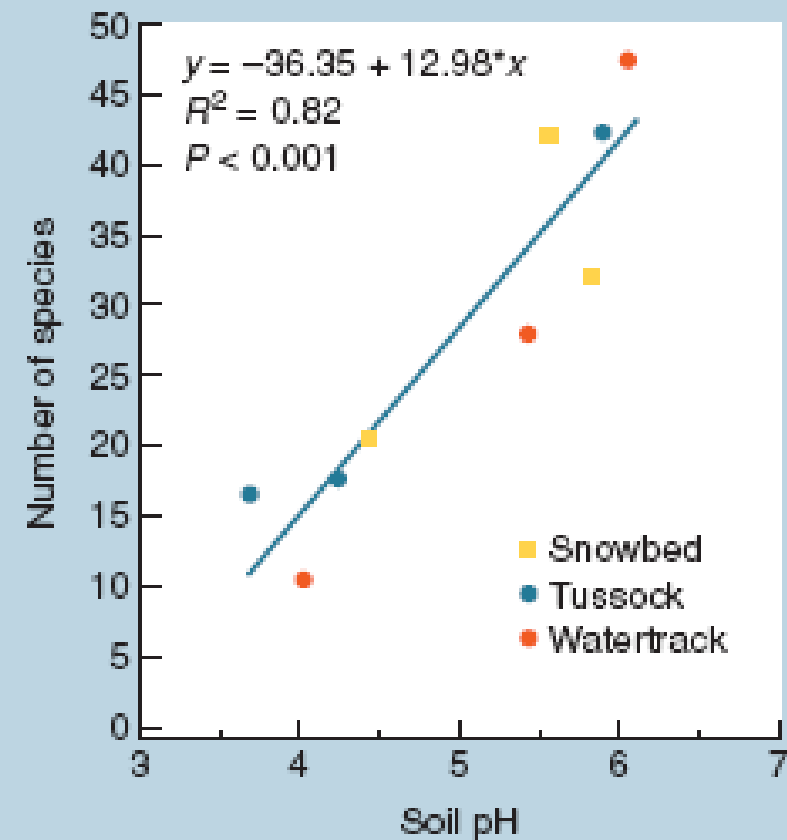 50
45
40
35
30
25
20
15
10
5
0
Number of species
y = −36.35 + 12.98*x
R² = 0.82
P < 0.001
Snowbed
Tussock
Watertrack
3 4 5 6 7
Soil pH